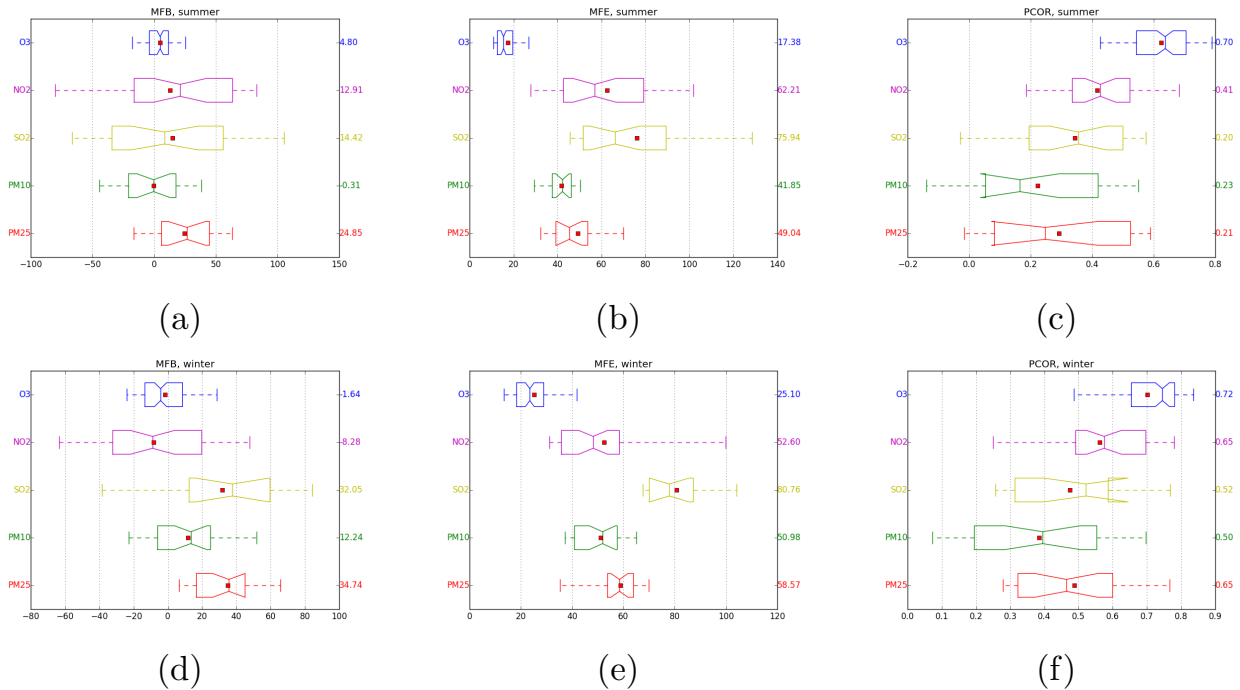 MFB, summer
O3 4.80
NO2 12.91
SO2 14.42
PM10 -0.31
PM25 24.85
−100 −50 0 50 100 150
(a)
MFE, summer
O3 17.38
NO2 62.21
SO2 75.94
PM10 41.85
PM25 49.04
0 20 40 60 80 100 120 140
(b)
PCOR, summer
O3 0.70
NO2 0.41
SO2 0.20
PM10 0.23
PM25 0.21
−0.2 0.0 0.2 0.4 0.6 0.8
(c)
MFB, winter
O3 -1.64
NO2 -8.28
SO2 32.05
PM10 12.24
PM25 34.74
−80 −60 −40 −20 0 20 40 60 80 100
(d)
MFE, winter
O3 25.10
NO2 52.60
SO2 80.76
PM10 50.98
PM25 58.57
0 20 40 60 80 100 120
(e)
PCOR, winter
O3 0.72
NO2 0.65
SO2 0.52
PM10 0.50
PM25 0.65
0.0 0.1 0.2 0.3 0.4 0.5 0.6 0.7 0.8 0.9
(f)